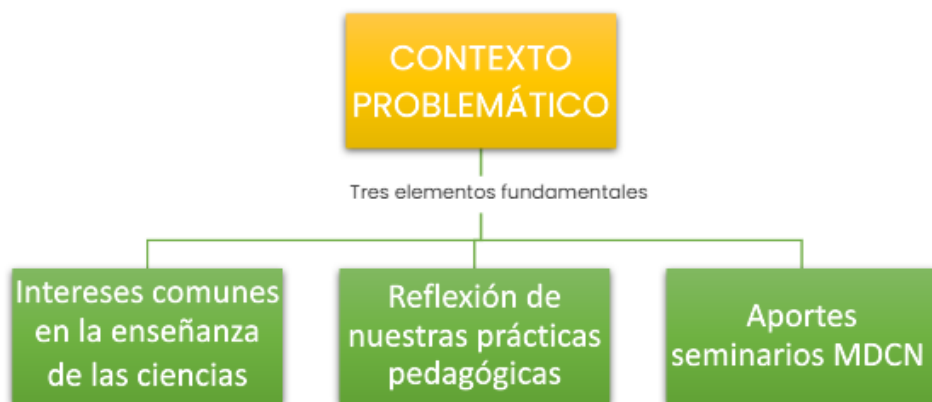 CONTEXTO
PROBLEMÁTICO
Tres elementos fundamentales
Intereses comunes
en la enseñanza
de las ciencias
Reflexión de
nuestras prácticas
pedagógicas
Aportes
seminarios MDCN